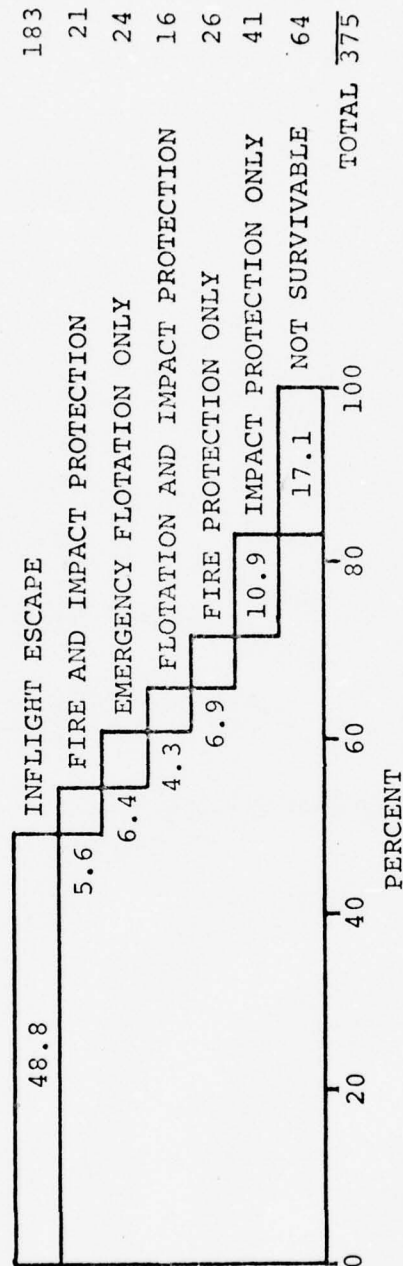 48.8 INFLIGHT ESCAPE 183
5.6 FIRE AND IMPACT PROTECTION 21
6.4 EMERGENCY FLOTATION ONLY 24
4.3 FLOTATION AND IMPACT PROTECTION 16
6.9 FIRE PROTECTION ONLY 26
10.9 IMPACT PROTECTION ONLY 41
17.1 NOT SURVIVABLE 64
TOTAL 375
0 20 40 60 80 100
PERCENT